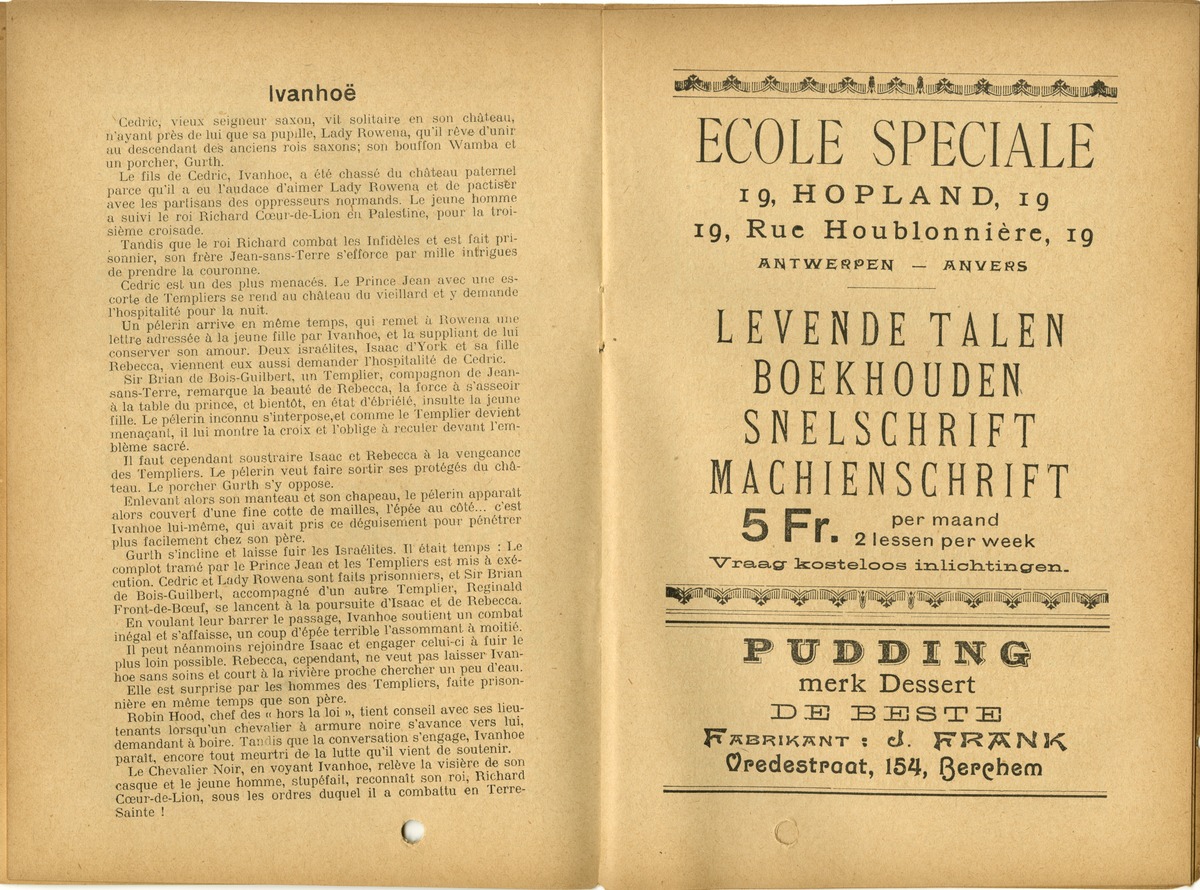 Ivanhoë
Cedric, vieux seigneur saxon, vit solitaire en son château,
n'ayant près de lui que sa pupille, Lady Rowena, qu'il rêve d'unir
au descendant des anciens rois saxons; son bouffon Wamba et
un porcher, Gurth.
Le fils de Cedric, Ivanhoe, a été chassé du château paternel
parce qu'il a eu l'audace d'aimer Lady Rowena et de pactiser
avec les partisans des oppresseurs normands. Le jeune homme
a suivi le roi Richard Cœur-de-Lion en Palestine, pour la troi-
sième croisade.
Tandis que le roi Richard combat les Infidèles et est fait pri-
sonnier, son frère Jean-sans-Terre s'efforce par mille intrigues
de prendre la couronne.
Cedric est un des plus menacés. Le Prince Jean avec une es-
corte de Templiers se rend au château du vieillard et y demande
l'hospitalité pour la nuit.
Un pélerin arrive en même temps, qui remet à Rowena une
lettre adressée à la jeune fille par Ivanhoe, et la suppliant de lui
conserver son amour. Deux israélites, Isaac d'York et sa fille
Rebecca, viennent eux aussi demander l'hospitalité de Cedric.
Sir Brian de Bois-Guilbert, un Templier, compagnon de Jean-
sans-Terre, remarque la beauté de Rebecca, la force à s'asseoir
à la table du prince, et bientôt, en état d'ébriété, insulte la jeune
fille. Le pélerin inconnu s'interpose,et comme le Templier devient
menaçant, il lui montre la croix et l'oblige à reculer devant l'em-
blème sacré.
Il faut cependant soustraire Isaac et Rebecca à la vengeance
des Templiers. Le pélerin veut faire sortir ses protégés du châ-
teau. Le porcher Gurth s'y oppose.
Enlevant alors son manteau et son chapeau, le pélerin apparaît
alors couvert d'une fine cotte de mailles, l'épée au côté... c'est
Ivanhoe lui-même, qui avait pris ce déguisement pour pénétrer
plus facilement chez son père.
Gurth s'incline et laisse fuir les Israélites. Il était temps : Le
complot tramé par le Prince Jean et les Templiers est mis à exé-
cution. Cedric et Lady Rowena sont faits prisonniers, et Sir Brian
de Bois-Guilbert, accompagné d'un autre Templier, Reginald
Front-de-Bœuf, se lancent à la poursuite d'Isaac et de Rebecca.
En voulant leur barrer le passage, Ivanhoe soutient un combat
inégal et s'affaisse, un coup d'épée terrible l'assommant à moitié.
Il peut néanmoins rejoindre Isaac et engager celui-ci à fuir le
plus loin possible. Rebecca, cependant, ne veut pas laisser Ivan-
hoe sans soins et court à la rivière proche chercher un peu d'eau.
Elle est surprise par les hommes des Templiers, faite prison-
nière en même temps que son père.
Robin Hood, chef des « hors la loi », tient conseil avec ses lieu-
tenants lorsqu'un chevalier à armure noire s'avance vers lui,
demandant à boire. Tandis que la conversation s'engage, Ivanhoe
paraît, encore tout meurtri de la lutte qu'il vient de soutenir.
Le Chevalier Noir, en voyant Ivanhoe, relève la visière de son
casque et le jeune homme, stupéfait, reconnaît son roi, Richard
Cœur-de-Lion, sous les ordres duquel il a combattu en Terre-
Sainte !
ECOLE SPECIALE
19, HOPLAND, 19
19, Rue Houblonnière, 19
ANTWERPEN — ANVERS
LEVENDE TALEN
BOEKHOUDEN
SNELSCHRIFT
MACHIENSCHRIFT
5 Fr. per maand
2 lessen per week
Vraag kosteloos inlichtingen.
PUDDING
merk Dessert
DE BESTE
FABRIKANT : J. FRANK
Vredestraat, 154, Berchem